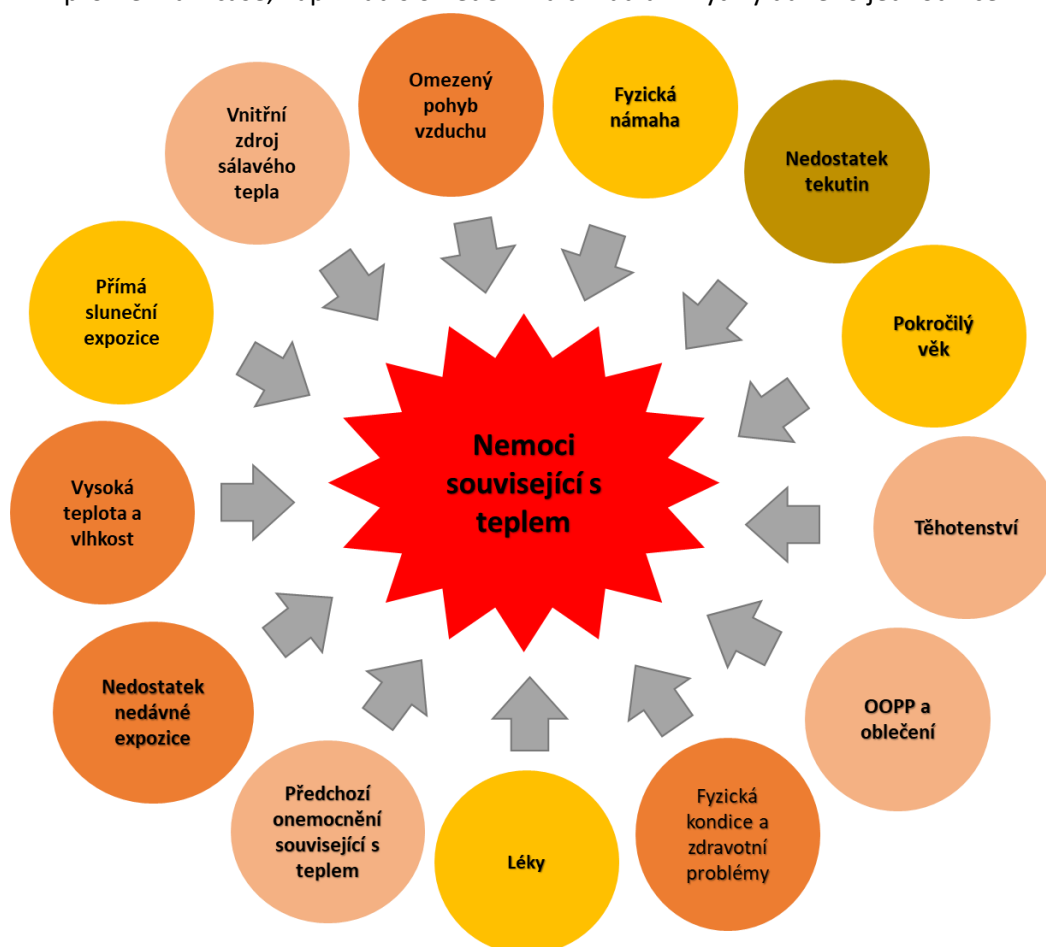 Omezený
pohyb
vzduchu
Fyzická
námaha
Nedostatek
tekutin
Pokročilý
věk
Těhotenství
OOPP a
oblečení
Fyzická
kondice a
zdravotní
problémy
Léky
Předchozí
onemocnění
související s
teplem
Nedostatek
nedávné
expozice
Vysoká
teplota a
vlhkost
Přímá
sluneční
expozice
Vnitřní
zdroj
sálavého
tepla
Nemoci
související s
teplem